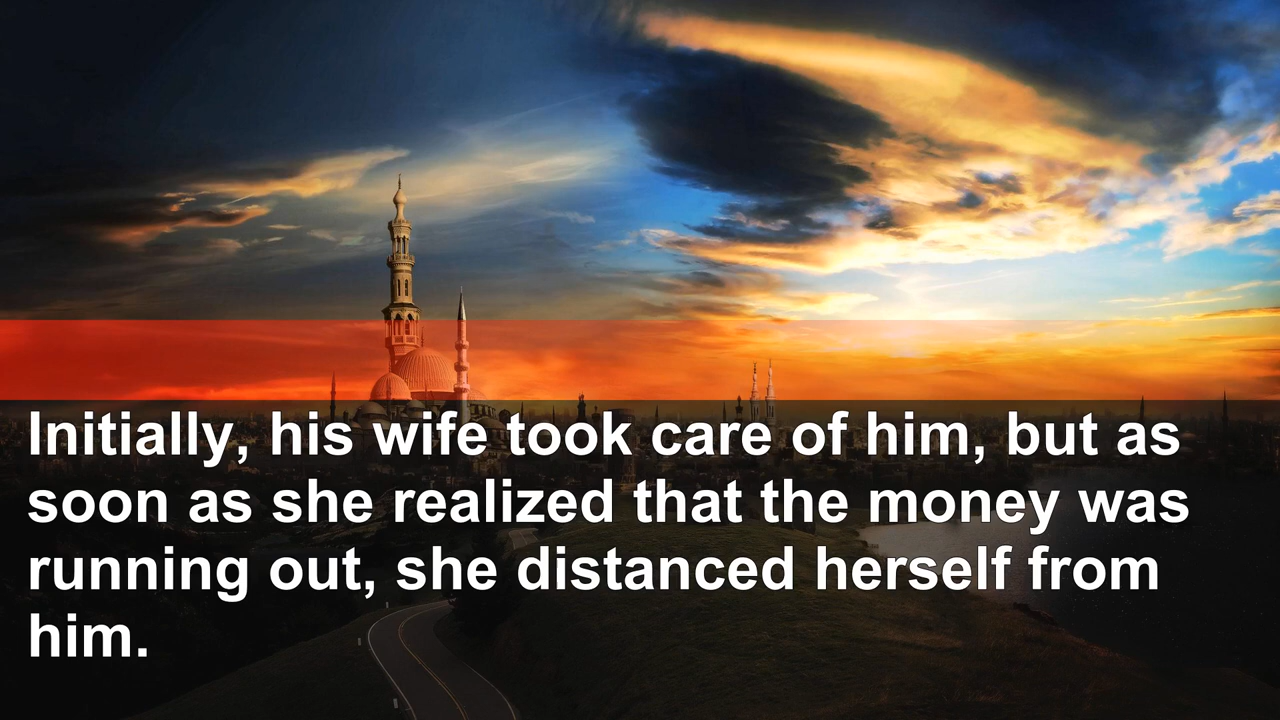 Initially, his wife took care of him, but as
soon as she realized that the money was
running out, she distanced herself from
him.